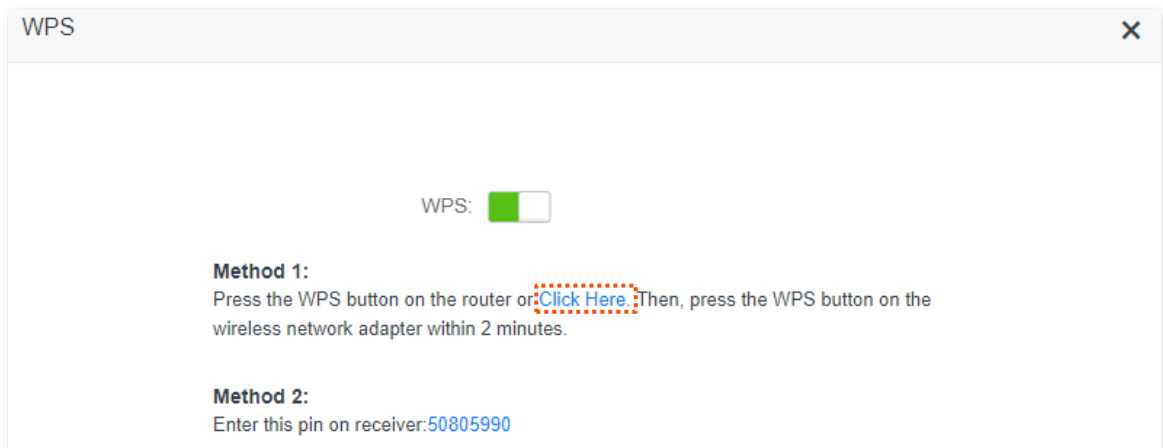 WPS
WPS:
Method 1:
Press the WPS button on the router or Click Here. Then, press the WPS button on the
wireless network adapter within 2 minutes.
Method 2:
Enter this pin on receiver:50805990